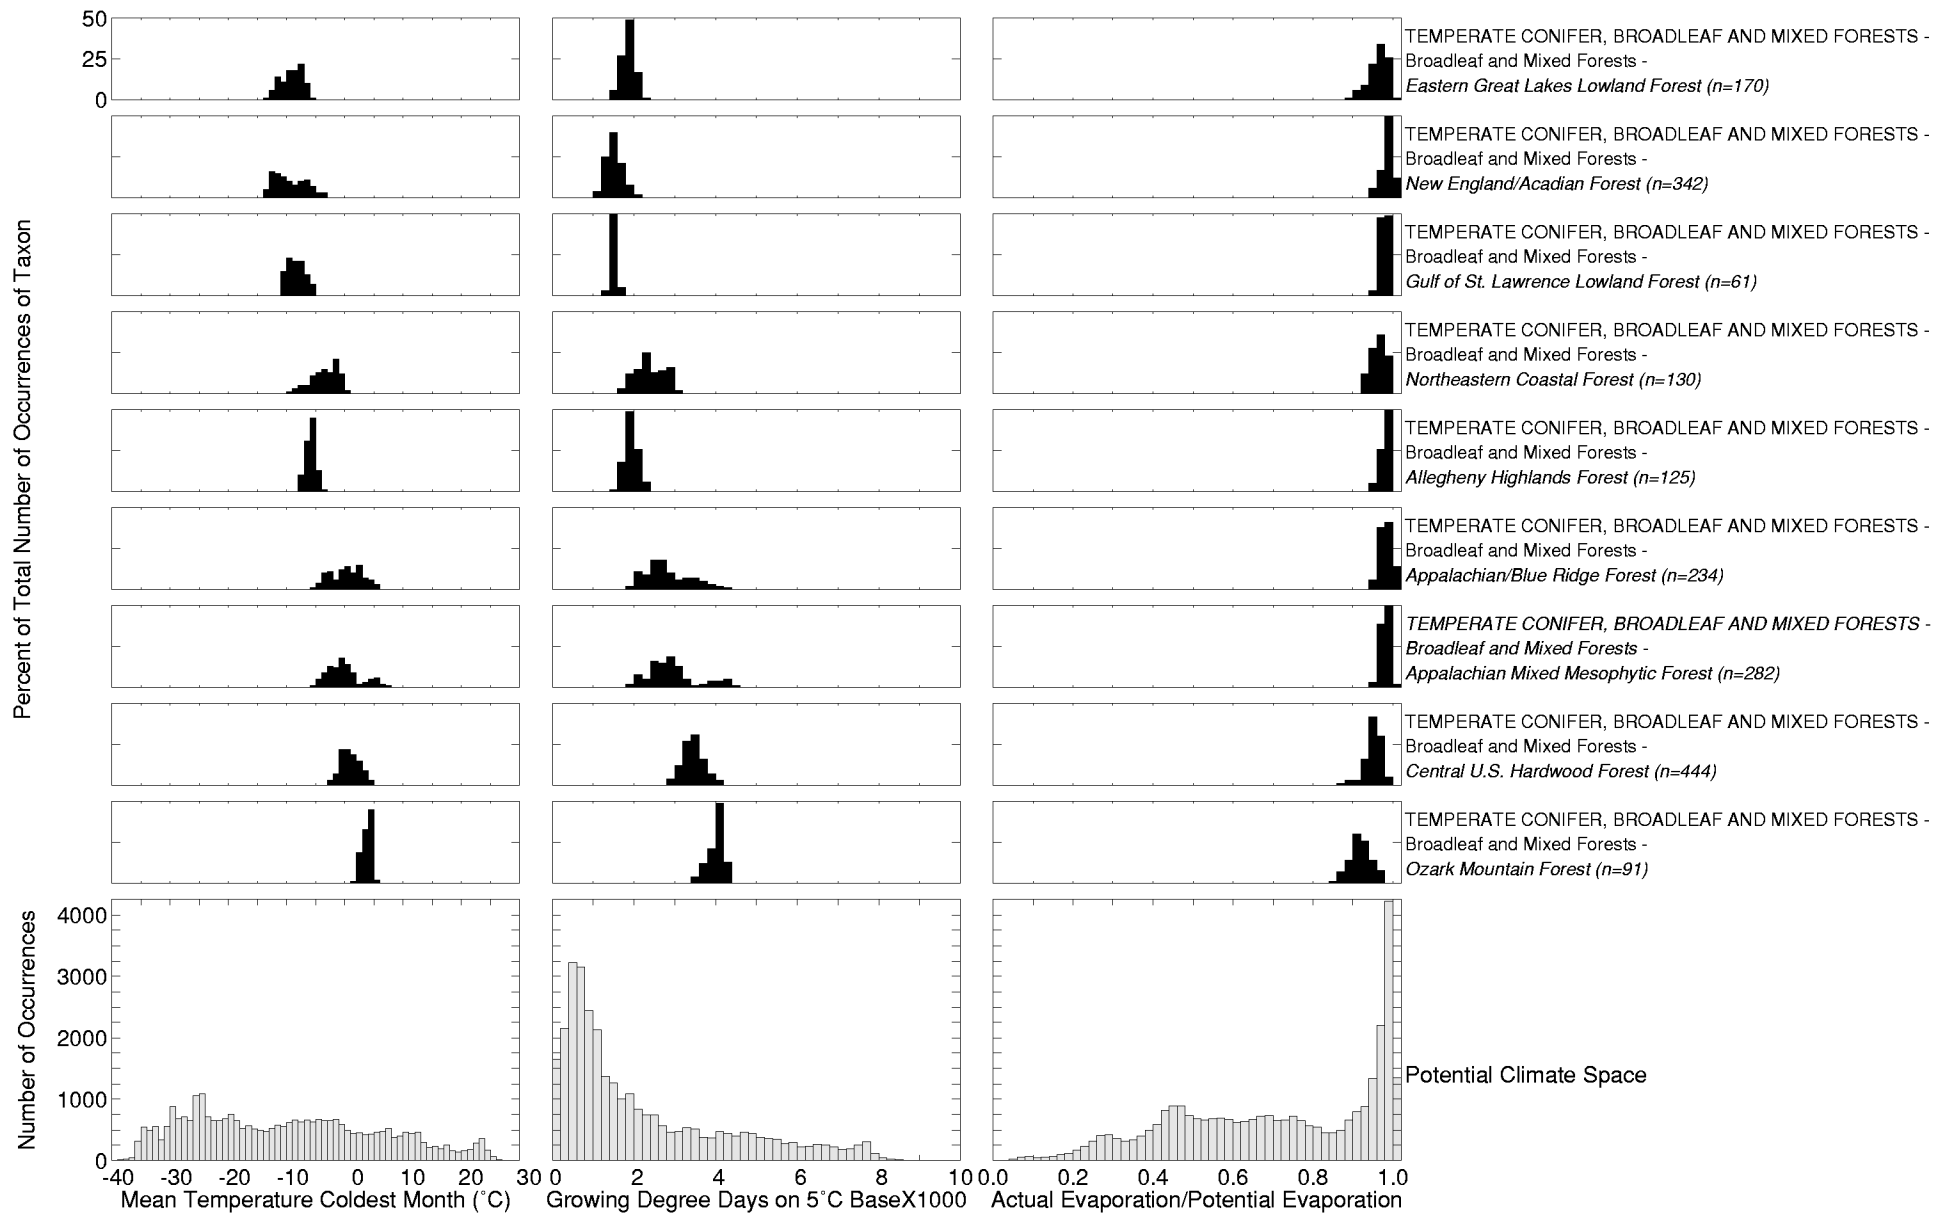 50
25
0
TEMPERATE CONIFER, BROADLEAF AND MIXED FORESTS -
Broadleaf and Mixed Forests -
Eastern Great Lakes Lowland Forest (n=170)
TEMPERATE CONIFER, BROADLEAF AND MIXED FORESTS -
Broadleaf and Mixed Forests -
New England/Acadian Forest (n=342)
TEMPERATE CONIFER, BROADLEAF AND MIXED FORESTS -
Broadleaf and Mixed Forests -
Gulf of St. Lawrence Lowland Forest (n=61)
TEMPERATE CONIFER, BROADLEAF AND MIXED FORESTS -
Broadleaf and Mixed Forests -
Northeastern Coastal Forest (n=130)
TEMPERATE CONIFER, BROADLEAF AND MIXED FORESTS -
Broadleaf and Mixed Forests -
Allegheny Highlands Forest (n=125)
TEMPERATE CONIFER, BROADLEAF AND MIXED FORESTS -
Broadleaf and Mixed Forests -
Appalachian/Blue Ridge Forest (n=234)
TEMPERATE CONIFER, BROADLEAF AND MIXED FORESTS -
Broadleaf and Mixed Forests -
Appalachian Mixed Mesophytic Forest (n=282)
TEMPERATE CONIFER, BROADLEAF AND MIXED FORESTS -
Broadleaf and Mixed Forests -
Central U.S. Hardwood Forest (n=444)
TEMPERATE CONIFER, BROADLEAF AND MIXED FORESTS -
Broadleaf and Mixed Forests -
Ozark Mountain Forest (n=91)
Percent of Total Number of Occurrences of Taxon
Number of Occurrences
4000
3000
2000
1000
0
Potential Climate Space
-40 -30 -20 -10 0 10 20 30
0 2 4 6 8 10
0.0 0.2 0.4 0.6 0.8 1.0
Mean Temperature Coldest Month (°C)
Growing Degree Days on 5°C BaseX1000
Actual Evaporation/Potential Evaporation